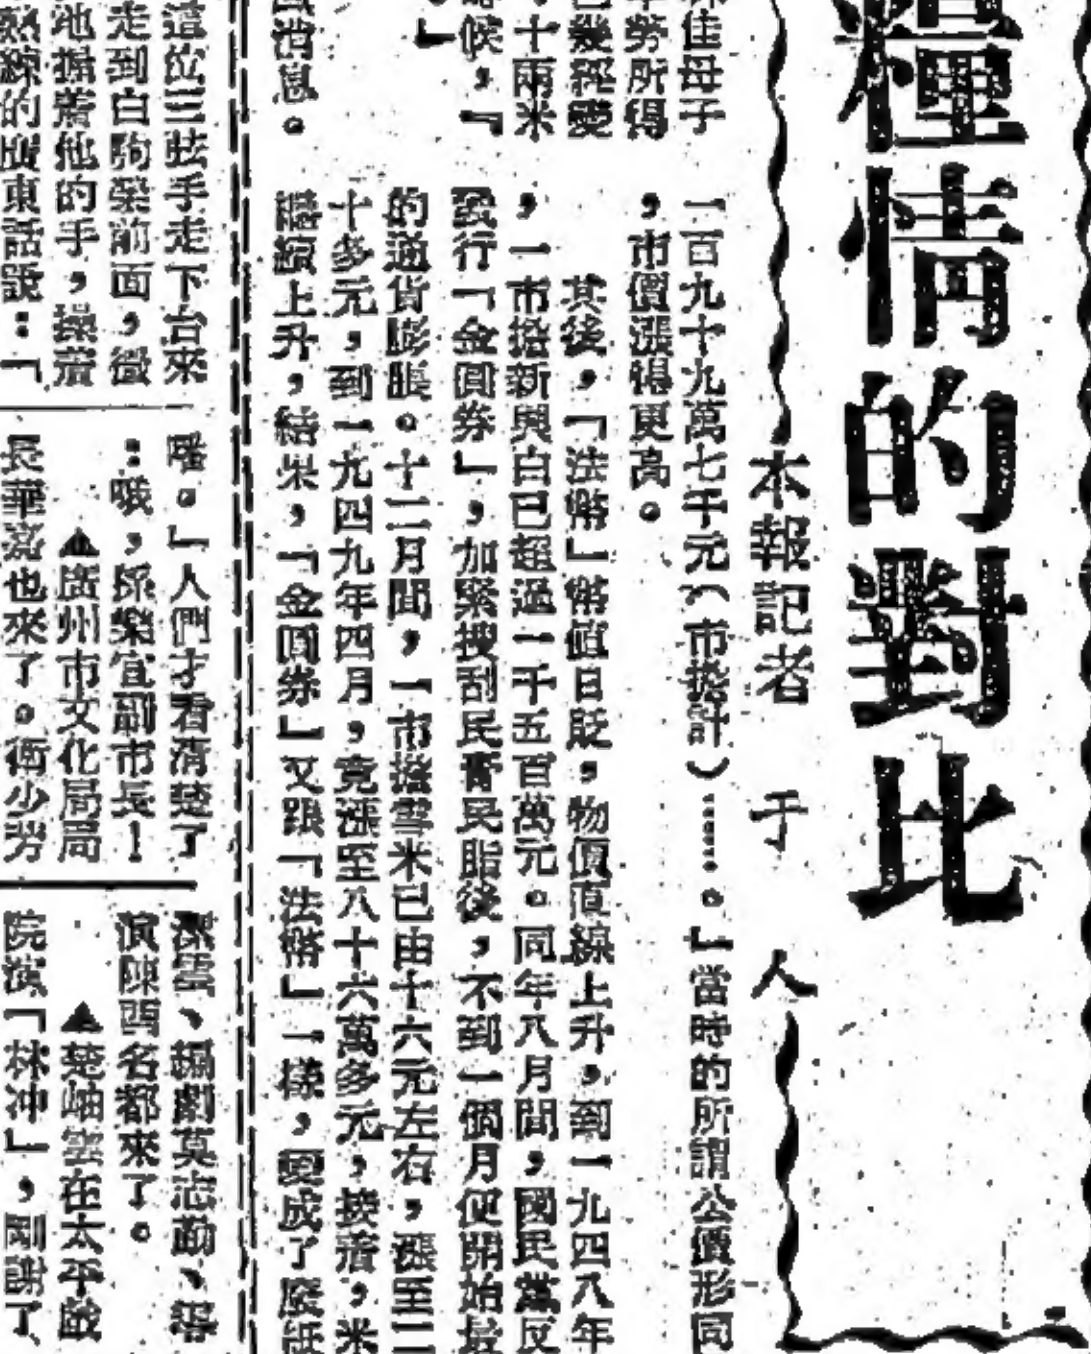 糧情的對比
本報記者 于人
佳母子
勞所得
已幾經變
十兩米
候，『
。」
消息。
一百九十九萬七千元（市擔計）……。」當時的所謂公價形同
，市價漲得更高。
其後，「法幣」幣值日貶，物價直線上升，到一九四八年
，一市擔新興白已超過一千五百萬元。同年八月間，國民黨反
發行「金圓券」，加緊搜刮民膏民脂後，不到一個月便開始最
的通貨膨脹。十二月間，一市擔雪米已由十六元左右，漲至二
十多元，到一九四九年四月，竟漲至八十六萬多元，接着，米
繼續上升，結果，「金圓券」又跟「法幣」一樣，變成了廢紙
這位三弦手走下台來
走到白駒榮前面，微
地握着他的手，操着
熟練的廣東話說：「
嗒。」人們才看清楚了
：哦，孫樂宜副市長！
▲廣州市文化局局
長華嘉也來了。衛少芳
深雲、編劇莫志勤、
演陳酉名都來了。
▲楚岫雲在太平戲
院演「林冲」，剛謝了